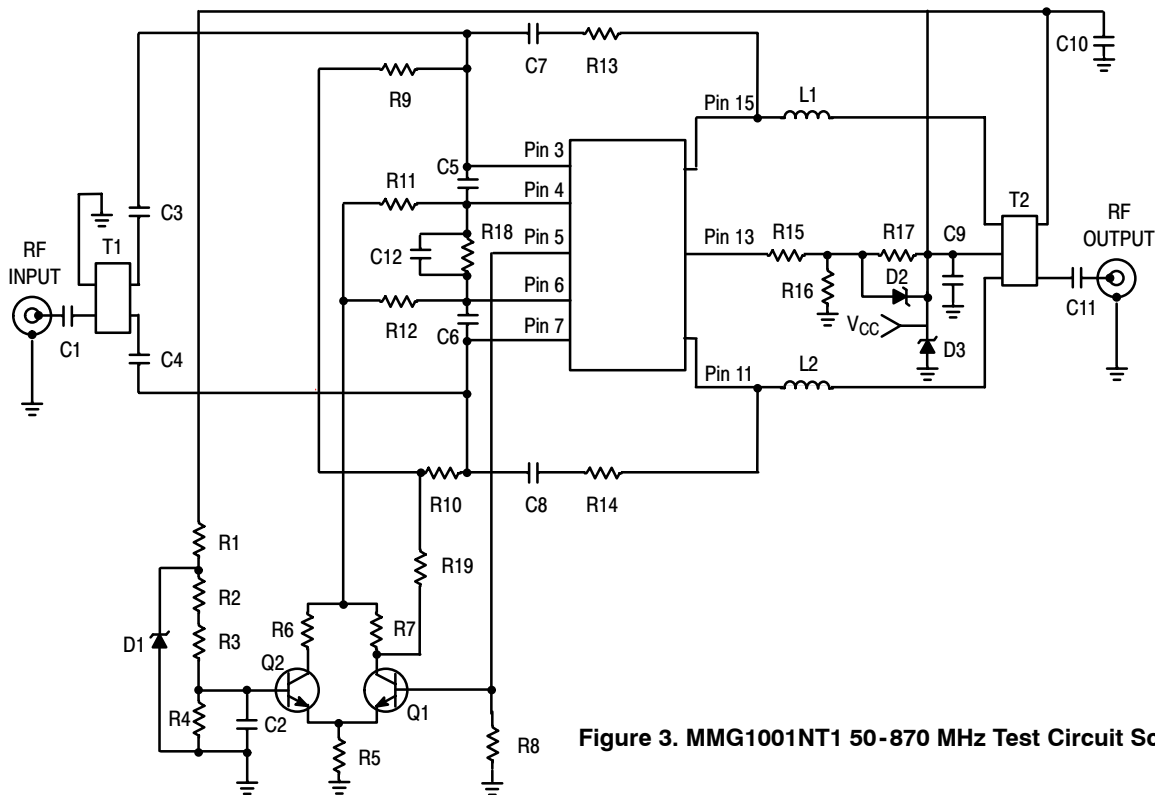 C10
C7
R13
R9
Pin 15
L1
Pin 3
C5
R11
Pin 4
C3
T2
RF
INPUT
T1
R18
Pin 5
Pin 13
R15
R17
C9
RF
OUTPUT
C12
D2
Pin 6
R16
R12
C11
C1
C6
Pin 7
VCC
D3
C4
L2
Pin 11
R10
C8
R14
R1
R19
R2
D1
R3
R6
R7
Q2
R4
C2
Q1
R5
R8
Figure 3. MMG1001NT1 50-870 MHz Test Circuit Sc